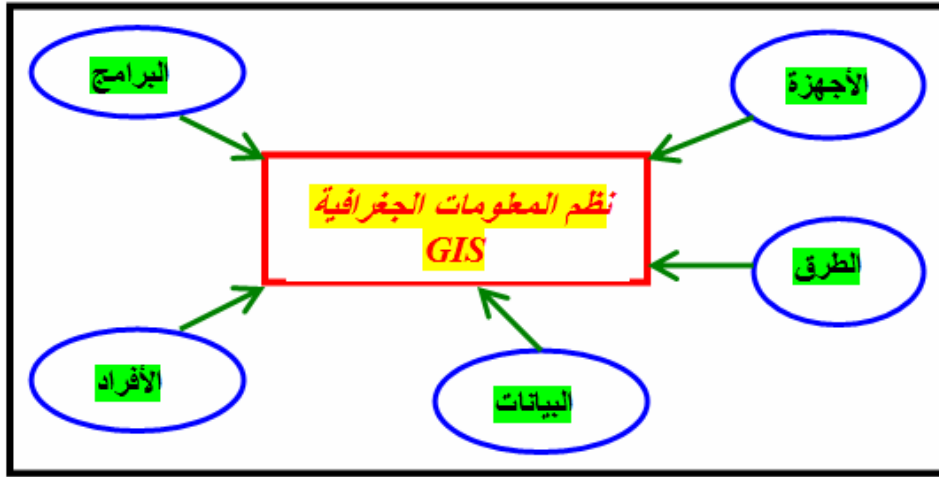 الأجهزة
البرامج
نظم المعلومات الجغرافية
GIS
الطرق
الأفراد
البيانات